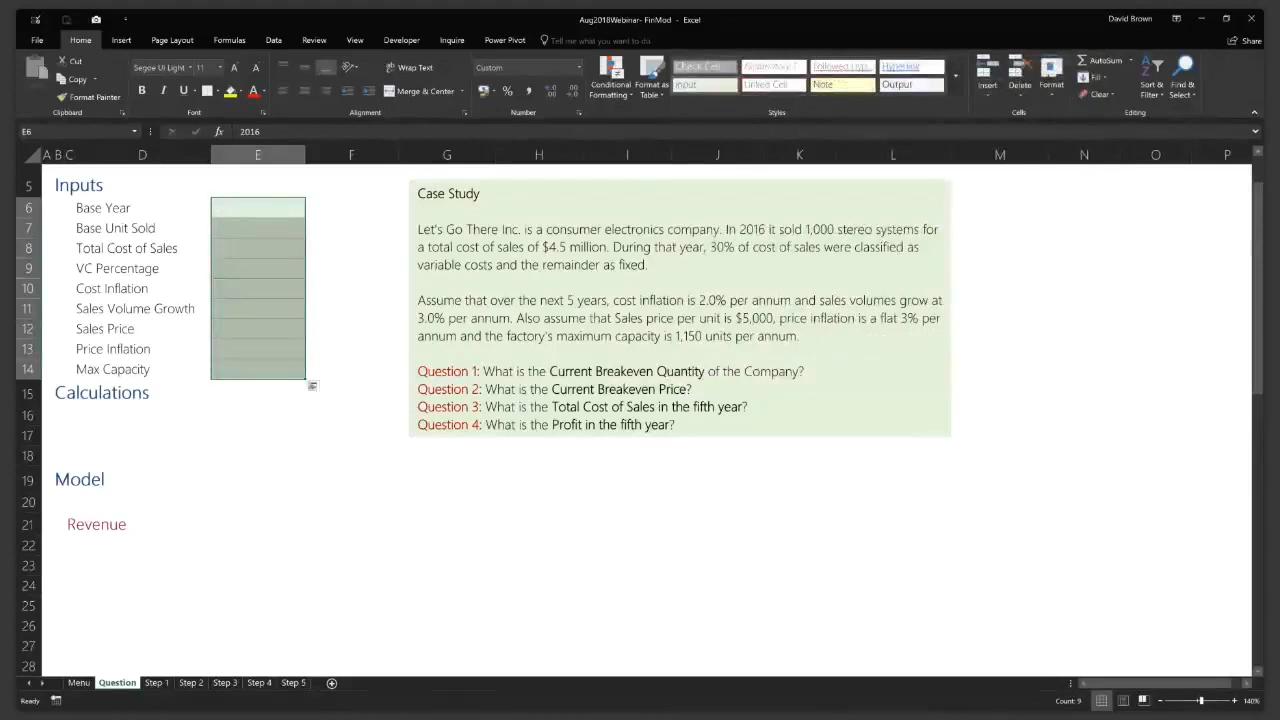 Aug2018Webinar- FinMod - Excel
David Brown
File Home Insert Page Layout Formulas Data Review View Developer Inquire Power Pivot Tell me what you want to do Share
Cut
Copy
Format Painter
Clipboard
Segoe UI Light 11
Font
Wrap Text
Merge & Center
Alignment
Custom
Number
Conditional Formatting
Format as Table
Check Cell
Followed Hyp...
Hyperlink
Input
Linked Cell
Note
Output
Styles
Insert Delete Format
Cells
AutoSum
Fill
Clear
Sort & Filter
Find & Select
Editing
E6 fx 2016
A B C D E F G H I J K L M N O P
5 Inputs
6 Base Year
7 Base Unit Sold
8 Total Cost of Sales
9 VC Percentage
10 Cost Inflation
11 Sales Volume Growth
12 Sales Price
13 Price Inflation
14 Max Capacity
15 Calculations
16
17
18
19 Model
20
21 Revenue
22
23
24
25
26
27
28
Case Study
Let's Go There Inc. is a consumer electronics company. In 2016 it sold 1,000 stereo systems for
a total cost of sales of $4.5 million. During that year, 30% of cost of sales were classified as
variable costs and the remainder as fixed.
Assume that over the next 5 years, cost inflation is 2.0% per annum and sales volumes grow at
3.0% per annum. Also assume that Sales price per unit is $5,000, price inflation is a flat 3% per
annum and the factory's maximum capacity is 1,150 units per annum.
Question 1: What is the Current Breakeven Quantity of the Company?
Question 2: What is the Current Breakeven Price?
Question 3: What is the Total Cost of Sales in the fifth year?
Question 4: What is the Profit in the fifth year?
Menu Question Step 1 Step 2 Step 3 Step 4 Step 5
Ready
Count: 9
140%